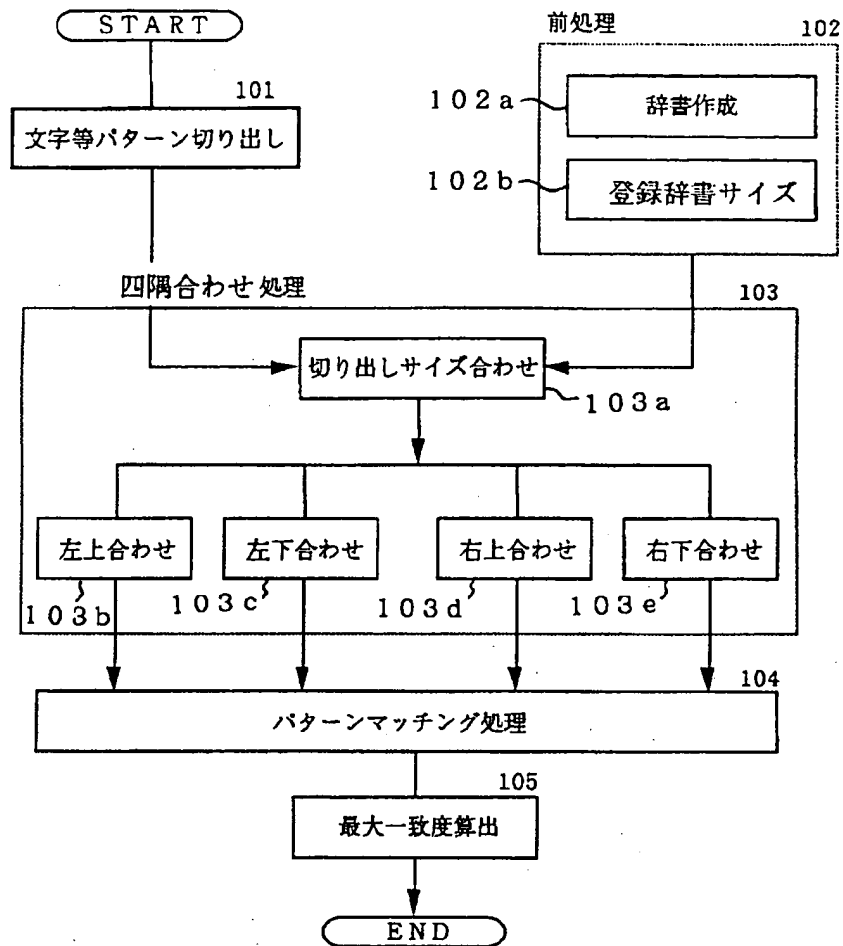 START
前処理
102
101
文字等パターン切り出し
102a
辞書作成
102b
登録辞書サイズ
四隅合わせ処理
103
切り出しサイズ合わせ
103a
左上合わせ
左下合わせ
右上合わせ
右下合わせ
103b
103c
103d
103e
104
パターンマッチング処理
105
最大一致度算出
END